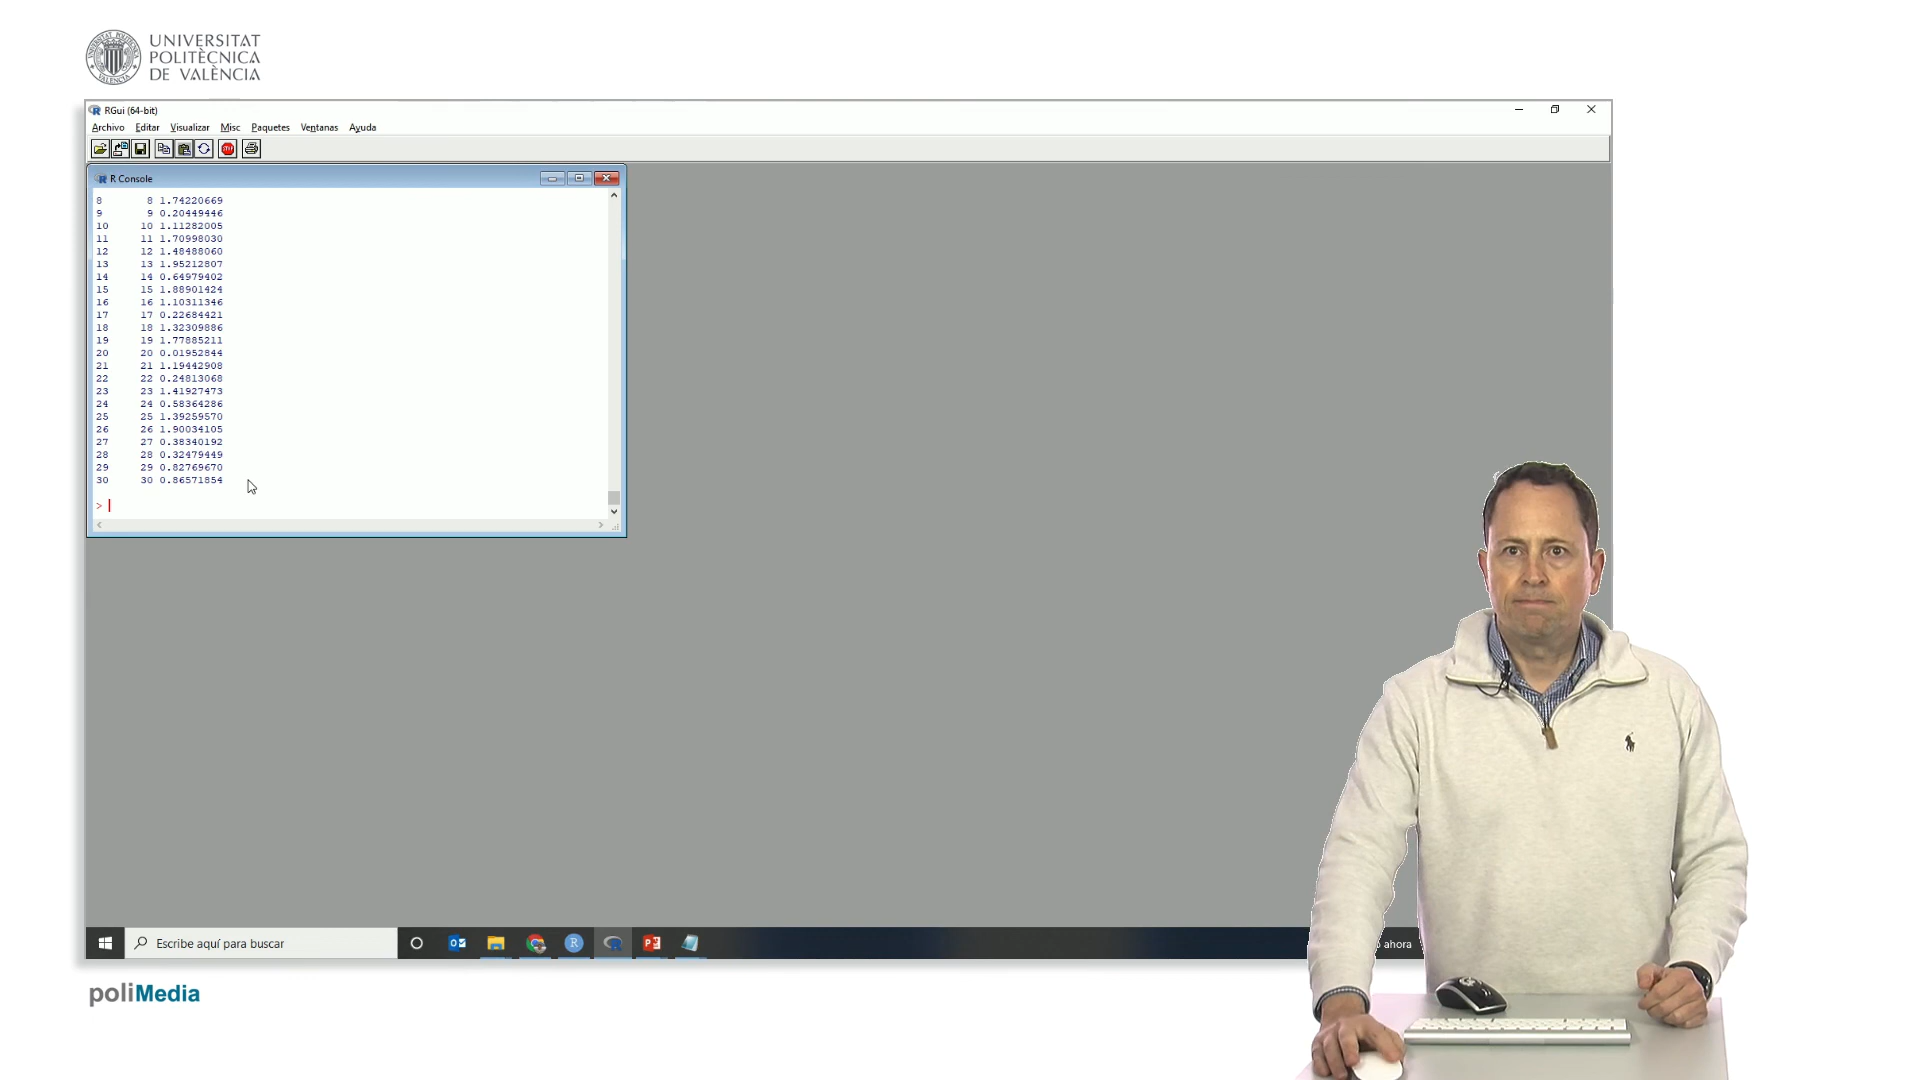 UNIVERSITAT
POLITÈCNICA
DE VALÈNCIA
RGui (64-bit)
Archivo Editar Visualizar Misc Paquetes Ventanas Ayuda
R Console
8 8 1.74220669
9 9 0.20449446
10 10 1.11282005
11 11 1.70998030
12 12 1.48488060
13 13 1.95212807
14 14 0.64979402
15 15 1.88901424
16 16 1.10311346
17 17 0.22684421
18 18 1.32309886
19 19 1.77885211
20 20 0.01952844
21 21 1.19442908
22 22 0.24813068
23 23 1.41927473
24 24 0.58364286
25 25 1.39259570
26 26 1.90034105
27 27 0.38340192
28 28 0.32479449
29 29 0.82769670
30 30 0.86571854
>
Escribe aquí para buscar
ahora
poliMedia